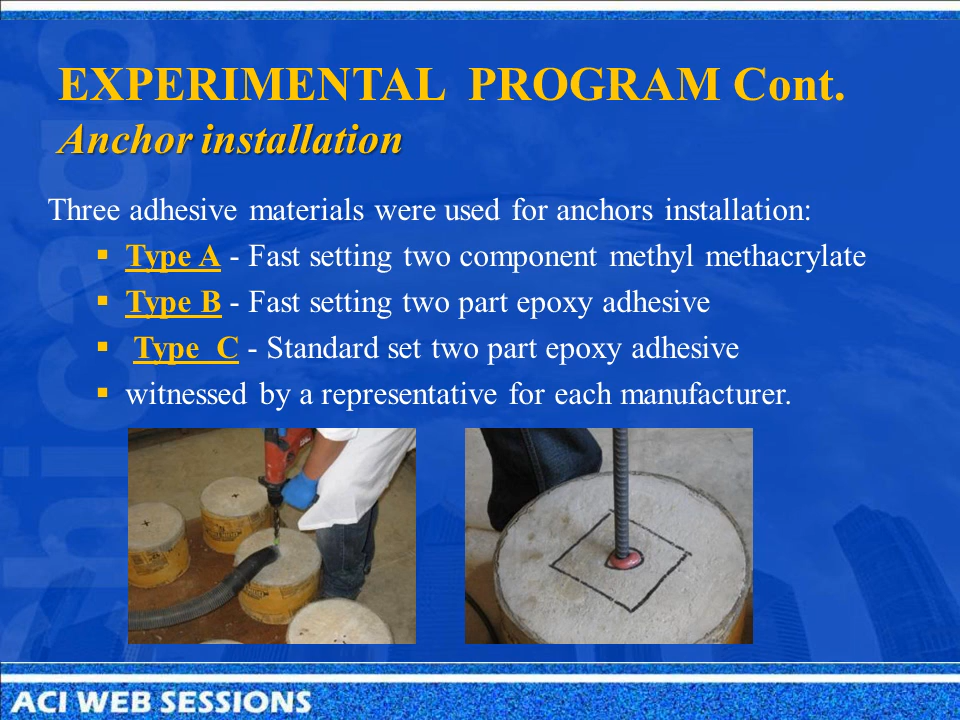 EXPERIMENTAL PROGRAM Cont.
Anchor installation
Three adhesive materials were used for anchors installation:
▪ Type A - Fast setting two component methyl methacrylate
▪ Type B - Fast setting two part epoxy adhesive
▪ Type C - Standard set two part epoxy adhesive
▪ witnessed by a representative for each manufacturer.
Chicago
ACI WEB SESSIONS